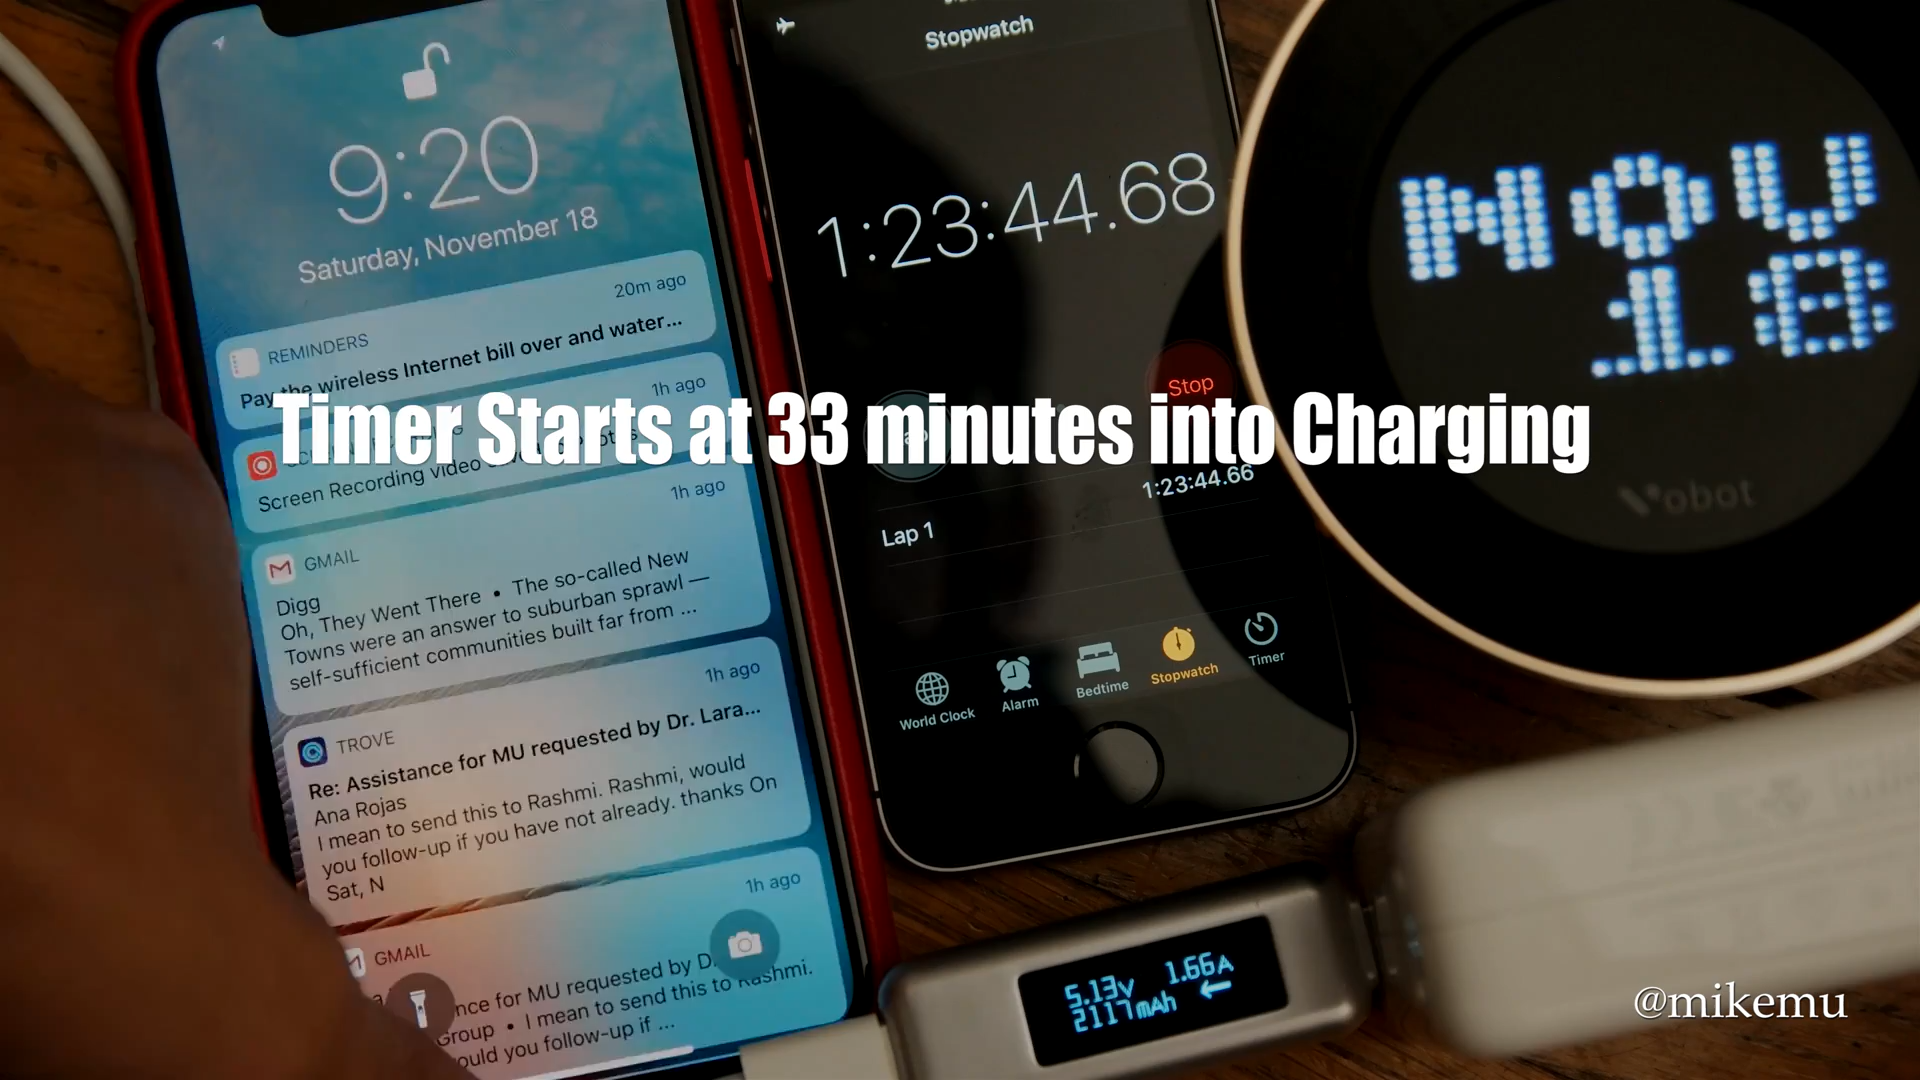 9:20
Saturday, November 18
REMINDERS
20m ago
Pay the wireless Internet bill over and water...
1h ago
Screen Recording video
GMAIL
1h ago
Digg
Oh, They Went There • The so-called New
Towns were an answer to suburban sprawl —
self-sufficient communities built far from ...
TROVE
1h ago
Re: Assistance for MU requested by Dr. Lara...
Ana Rojas
I mean to send this to Rashmi. Rashmi, would
you follow-up if you have not already. thanks On
Sat, N
GMAIL
1h ago
nce for MU requested by D
Group • I mean to send this to Rashmi.
ould you follow-up if ...
Stopwatch
1:23:44.68
Stop
Timer Starts at 33 minutes into Charging
1:23:44.66
Lap 1
World Clock
Alarm
Bedtime
Stopwatch
Timer
NOV
18
Vobot
5.13V 1.66A
2117mAh
@mikemu